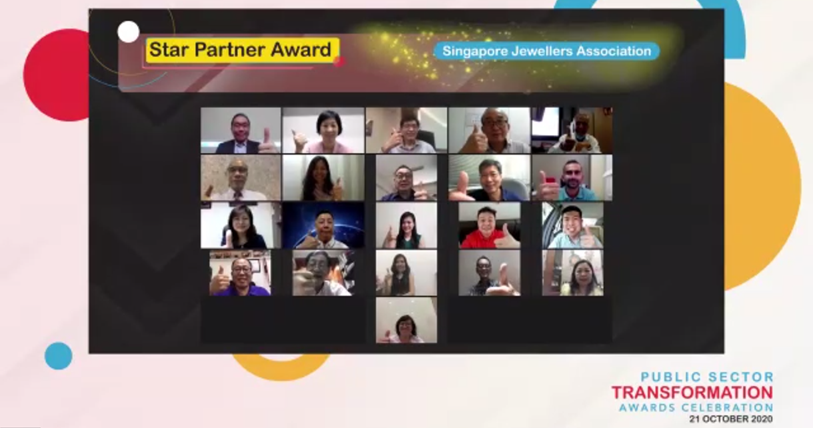 Star Partner Award
Singapore Jewellers Association
PUBLIC SECTOR
TRANSFORMATION
AWARDS CELEBRATION
21 OCTOBER 2020